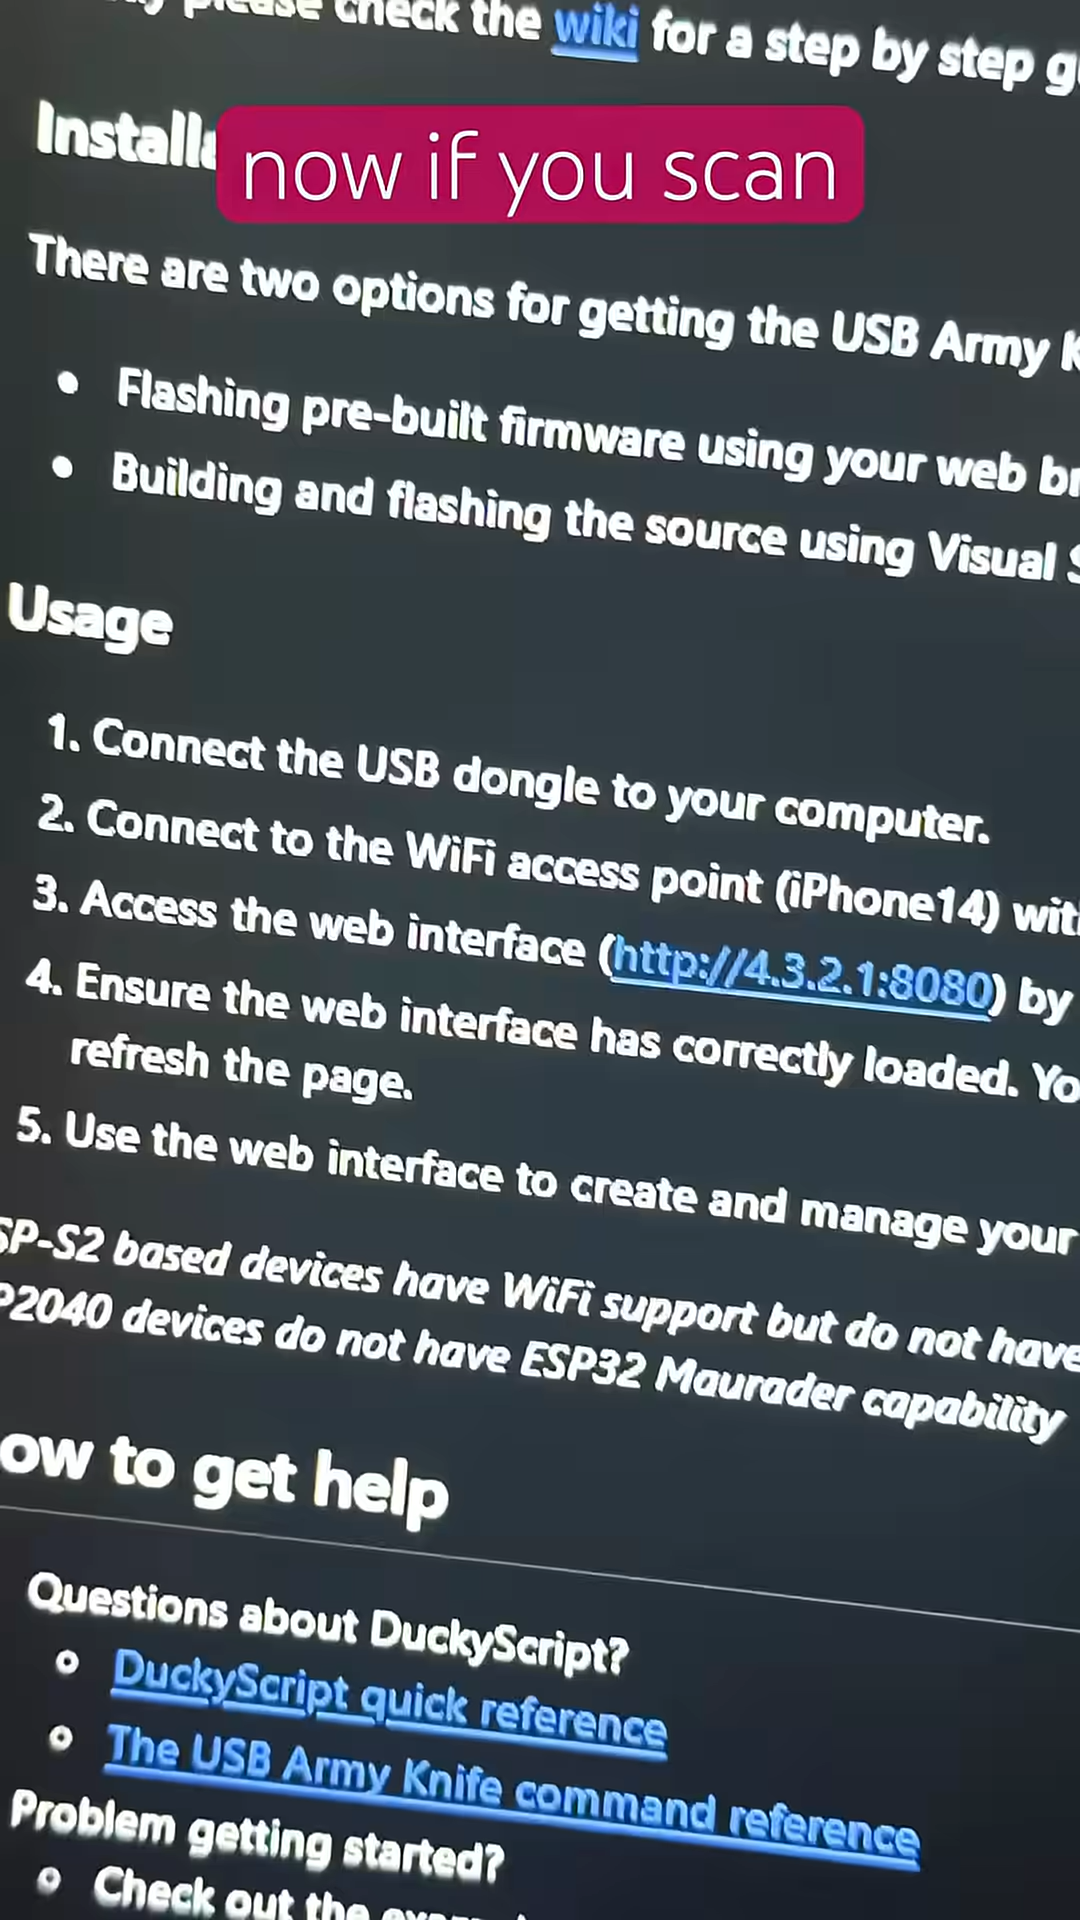 please check the wiki for a step by step
now if you scan
There are two options for getting the USB Army
• Flashing pre-built firmware using your web
• Building and flashing the source using Visual
Usage
1. Connect the USB dongle to your computer.
2. Connect to the WiFi access point (iPhone14)
3. Access the web interface (http://4.3.2.1:8080) by
4. Ensure the web interface has correctly loaded.
refresh the page.
5. Use the web interface to create and manage your
SP-S2 based devices have WiFi support but do not have
P2040 devices do not have ESP32 Maurader capability
ow to get help
Questions about DuckyScript?
DuckyScript quick reference
The USB Army Knife command reference
Problem getting started?
Check out the